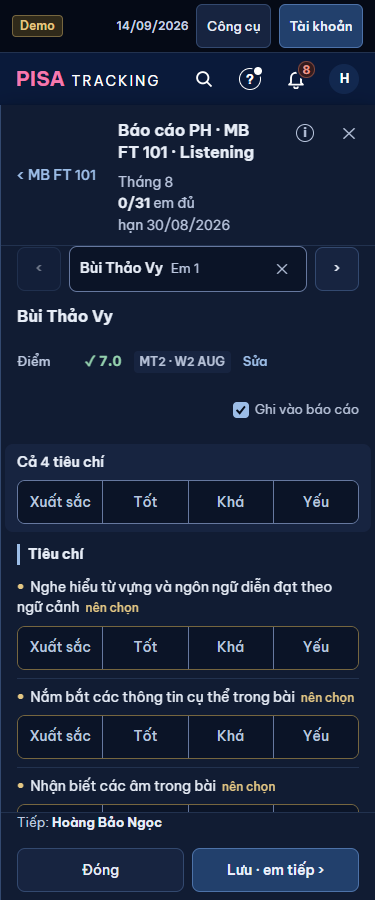 Demo
14/09/2026
Công cụ
Tài khoản
PISA TRACKING
?
8
H
‹ MB FT 101
Báo cáo PH · MB
FT 101 · Listening
Tháng 8
0/31 em đủ
hạn 30/08/2026
i
‹
Bùi Thảo Vy Em 1
›
Bùi Thảo Vy
Điểm ✓ 7.0 MT2 · W2 AUG Sửa
Ghi vào báo cáo
Cả 4 tiêu chí
Xuất sắc Tốt Khá Yếu
Tiêu chí
• Nghe hiểu từ vựng và ngôn ngữ diễn đạt theo
ngữ cảnh nên chọn
Xuất sắc Tốt Khá Yếu
• Nắm bắt các thông tin cụ thể trong bài nên chọn
Xuất sắc Tốt Khá Yếu
• Nhận biết các âm trong bài nên chọn
Tiếp: Hoàng Bảo Ngọc
Đóng
Lưu · em tiếp ›